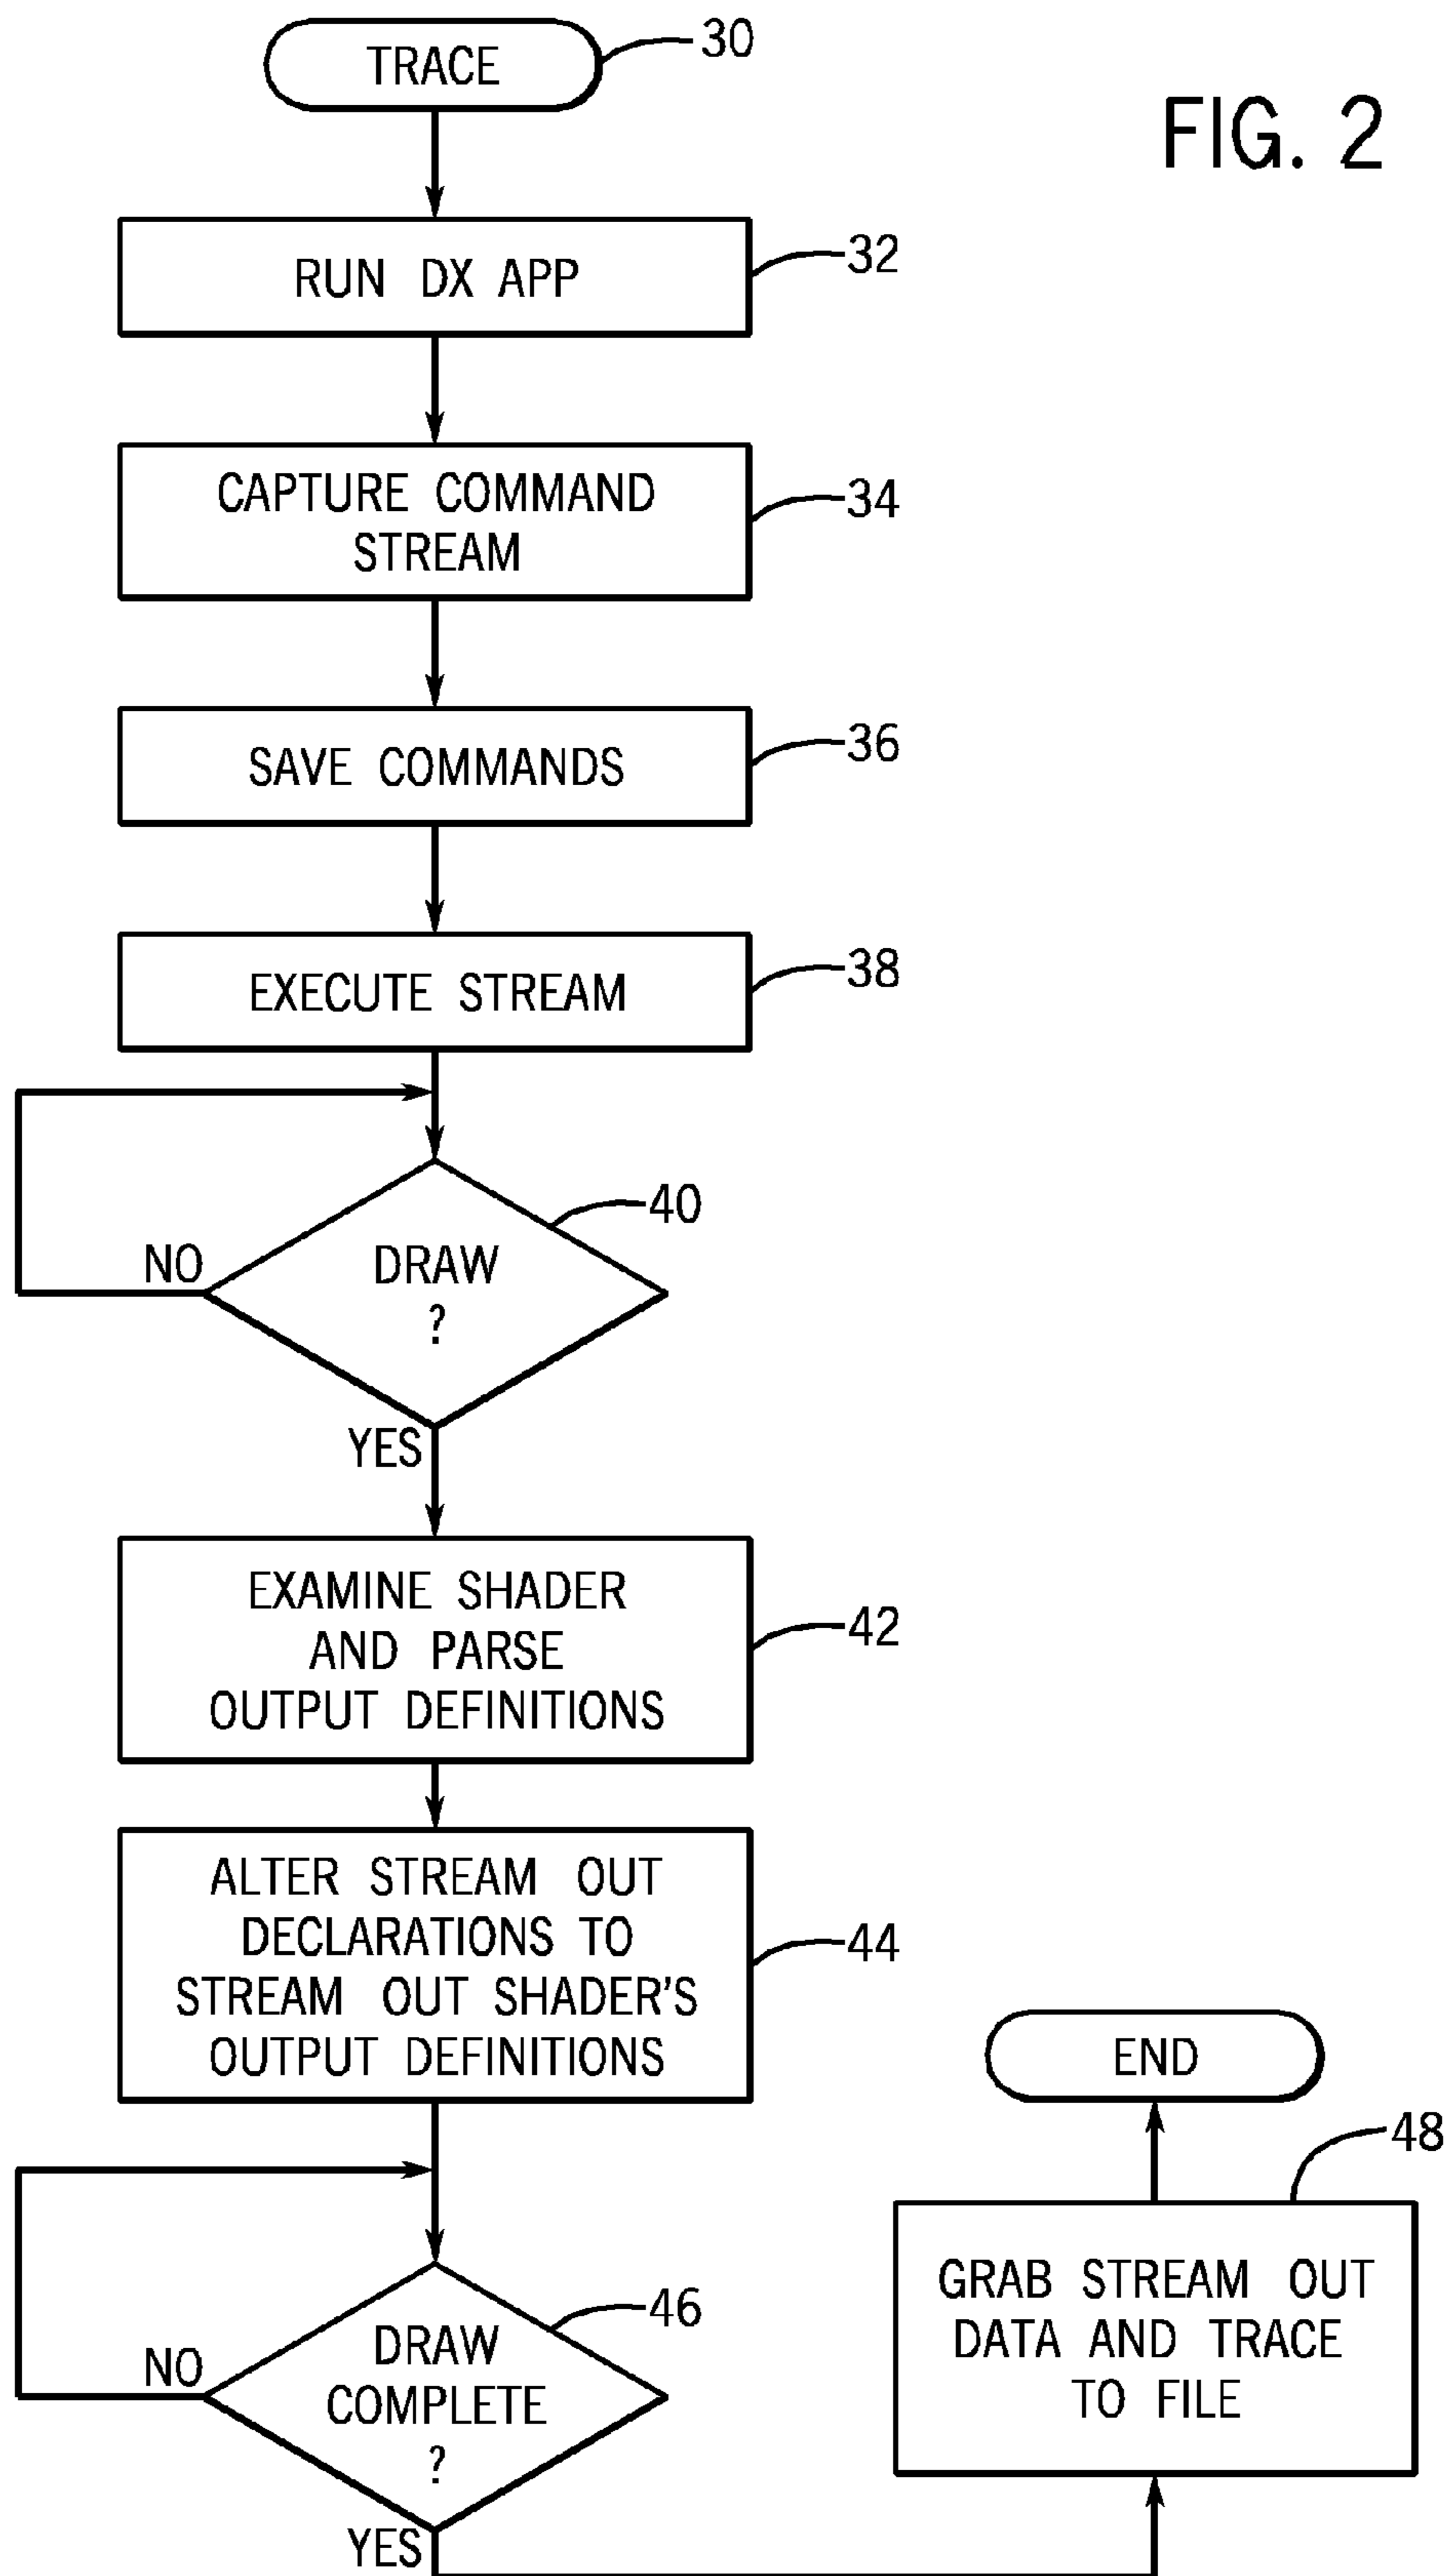 TRACE
30
FIG. 2
RUN DX APP
32
CAPTURE COMMAND
STREAM
34
SAVE COMMANDS
36
EXECUTE STREAM
38
DRAW
?
40
NO
YES
EXAMINE SHADER
AND PARSE
OUTPUT DEFINITIONS
42
ALTER STREAM OUT
DECLARATIONS TO
STREAM OUT SHADER'S
OUTPUT DEFINITIONS
44
DRAW
COMPLETE
?
46
NO
YES
GRAB STREAM OUT
DATA AND TRACE
TO FILE
48
END